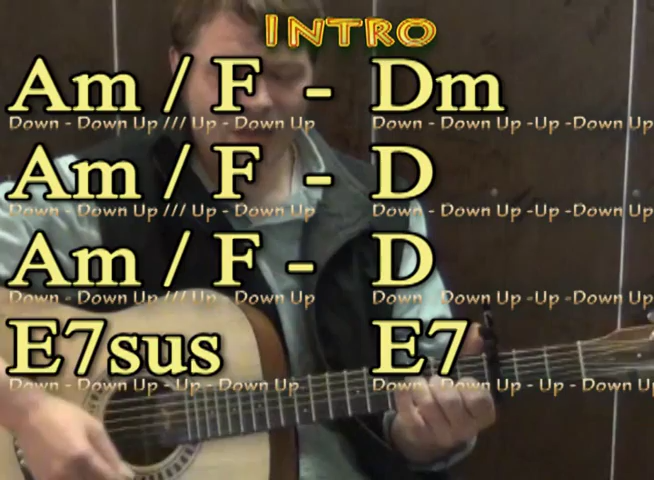 INTRO
Am / F - Dm
Down - Down Up /// Up - Down Up Down - Down Up -Up -Down Up
Am / F - D
Down - Down Up /// Up - Down Up Down - Down Up -Up -Down Up
Am / F - D
Down - Down Up /// Up - Down Up Down - Down Up -Up -Down Up
E7sus E7
Down - Down Up - Up - Down Up Down - Down Up - Up - Down Up